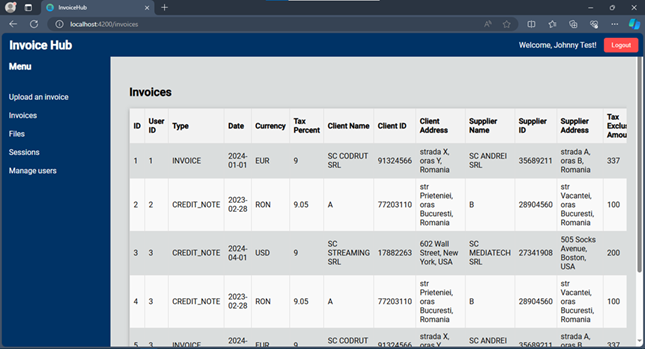 InvoiceHub
localhost:4200/invoices
Invoice Hub
Welcome, Johnny Test!
Logout
Menu
Upload an invoice
Invoices
Files
Sessions
Manage users
Invoices
ID User ID Type Date Currency Tax Percent Client Name Client ID Client Address Supplier Name Supplier ID Supplier Address Tax Exclu Amou
1 1 INVOICE 2024-01-01 EUR 9 SC CODRUT SRL 91324566 strada X, oras Y, Romania SC ANDREI SRL 35689211 strada A, oras B, Romania 337
2 2 CREDIT_NOTE 2023-02-28 RON 9.05 A 77203110 str Prieteniei, oras Bucuresti, Romania B 28904560 str Vacantei, oras Bucuresti, Romania 100
3 3 CREDIT_NOTE 2024-04-01 USD 9 SC STREAMING SRL 17882263 602 Wall Street, New York, USA SC MEDIATECH SRL 27341908 505 Socks Avenue, Boston, USA 200
4 3 CREDIT_NOTE 2023-02-28 RON 9.05 A 77203110 str Prieteniei, oras Bucuresti, Romania B 28904560 str Vacantei, oras Bucuresti, Romania 100
5 3 INVOICE 2024- EUR 9 SC CODRUT 91324566 strada X, oras Y, SC ANDREI 35689211 strada A, oras B, 337